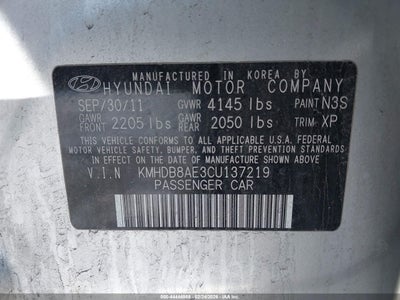 MANUFACTURED IN KOREA BY
HYUNDAI MOTOR COMPANY
SEP/30/11 GVWR 4145 lbs PAINT N3S
GAWR FRONT 2205 lbs GAWR REAR 2050 lbs TRIM XP
THIS VEHICLE CONFORMS TO ALL APPLICABLE U.S.A. FEDERAL
MOTOR VEHICLE SAFETY, BUMPER, AND THEFT PREVENTION
STANDARDS IN EFFECT ON THE DATE OF MANUFACTURE SHOWN ABOVE.
V.I.N KMHDB8AE3CU137219
PASSENGER CAR